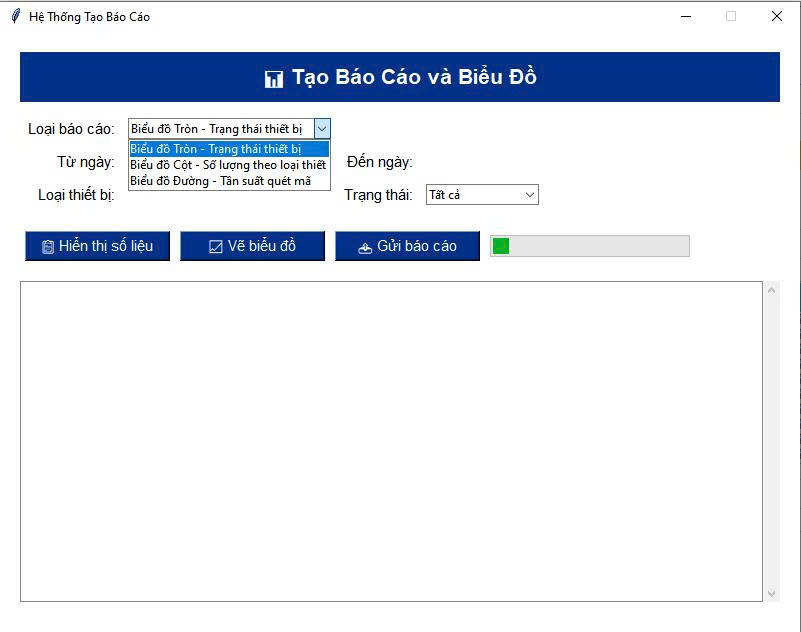 Hệ Thống Tạo Báo Cáo
Tạo Báo Cáo và Biểu Đồ
Loại báo cáo: Biểu đồ Tròn - Trạng thái thiết bị
Biểu đồ Tròn - Trạng thái thiết bị
Từ ngày: Biểu đồ Cột - Số lượng theo loại thiết Đến ngày:
Biểu đồ Đường - Tần suất quét mã
Loại thiết bị: Trạng thái: Tất cả
Hiển thị số liệu Vẽ biểu đồ Gửi báo cáo